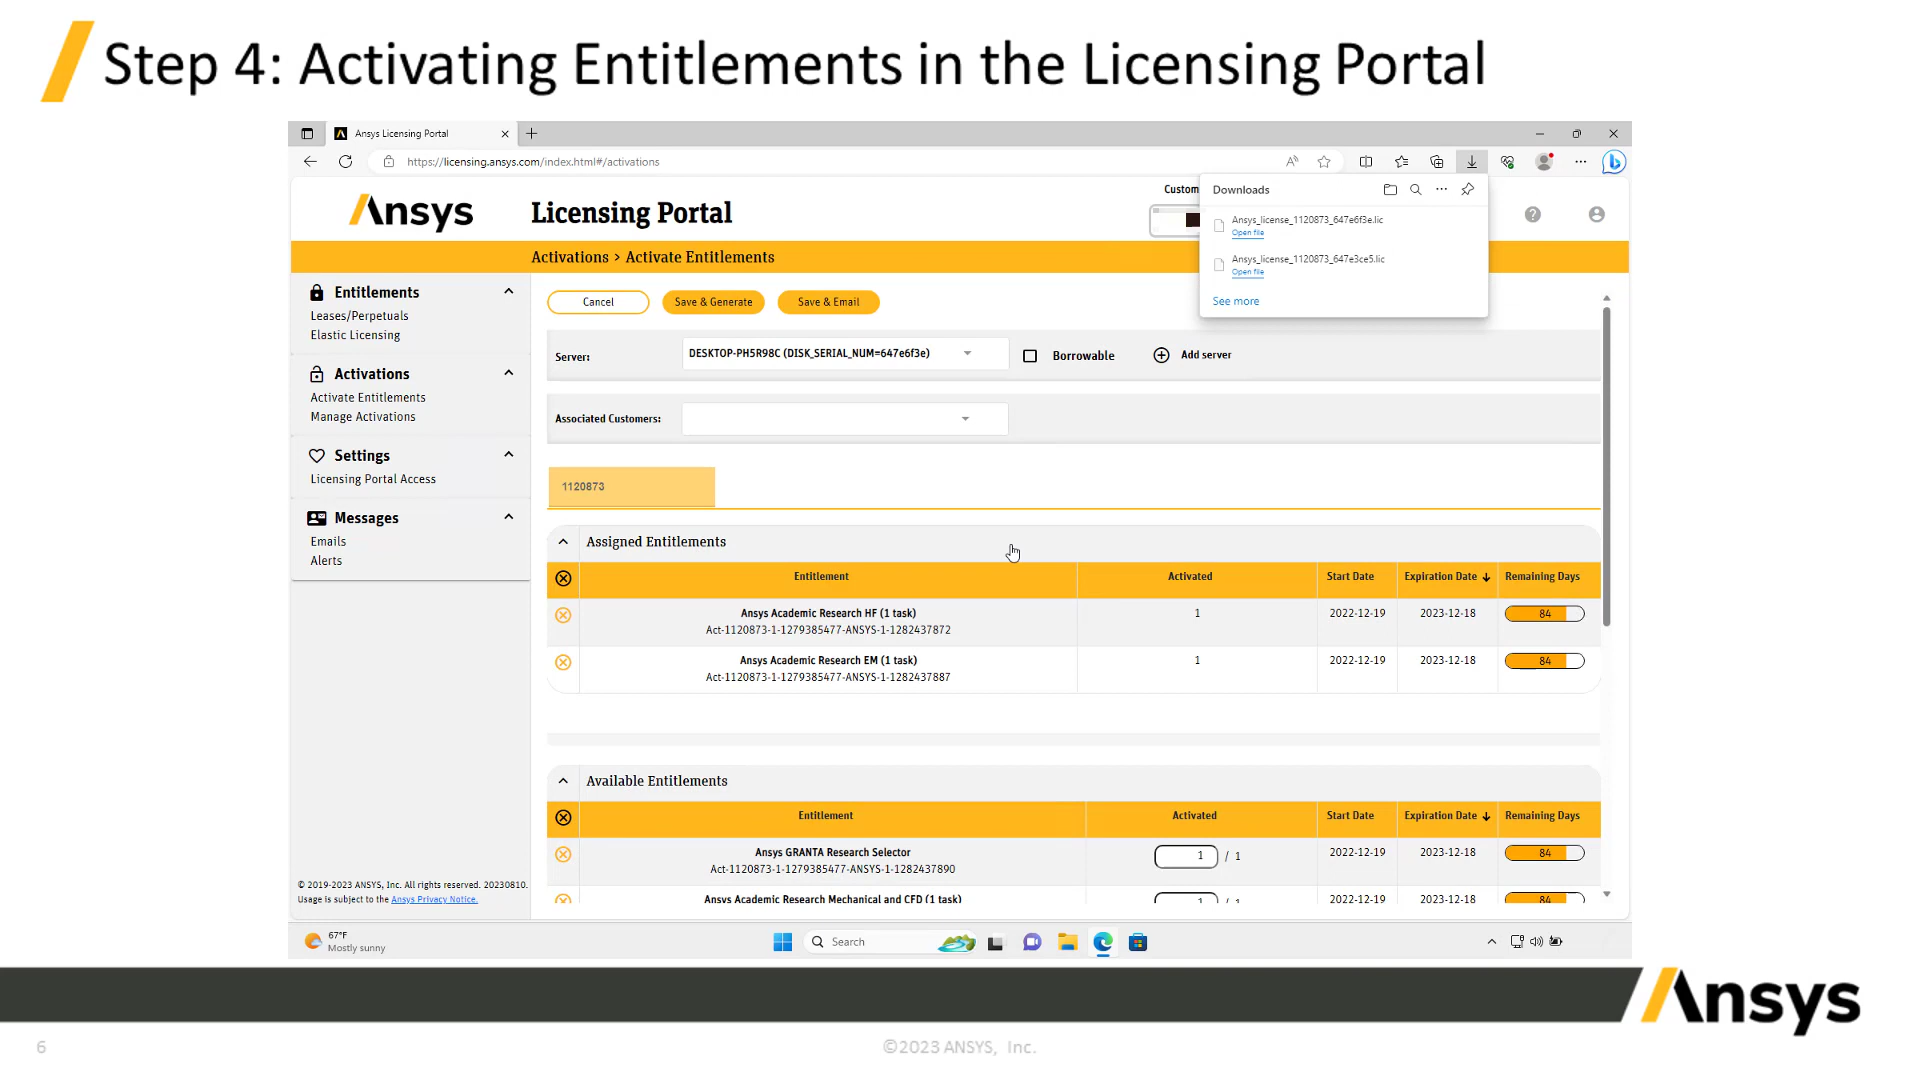 Step 4: Activating Entitlements in the Licensing Portal
Ansys Licensing Portal
https://licensing.ansys.com/index.html#/activations
Ansys
Licensing Portal
Custom
Downloads
Ansys_license_1120873_647e6f3e.lic
Open file
Ansys_license_1120873_647e3ce5.lic
Open file
See more
Activations > Activate Entitlements
Entitlements
Leases/Perpetuals
Elastic Licensing
Activations
Activate Entitlements
Manage Activations
Settings
Licensing Portal Access
Messages
Emails
Alerts
© 2019-2023 ANSYS, Inc. All rights reserved. 20230810.
Usage is subject to the Ansys Privacy Notice.
Cancel
Save & Generate
Save & Email
Server:
DESKTOP-PH5R98C (DISK_SERIAL_NUM=647e6f3e)
Borrowable
Add server
Associated Customers:
1120873
Assigned Entitlements
Entitlement Activated Start Date Expiration Date Remaining Days
Ansys Academic Research HF (1 task) 1 2022-12-19 2023-12-18 84
Act-1120873-1-1279385477-ANSYS-1-1282437872
Ansys Academic Research EM (1 task) 1 2022-12-19 2023-12-18 84
Act-1120873-1-1279385477-ANSYS-1-1282437887
Available Entitlements
Entitlement Activated Start Date Expiration Date Remaining Days
Ansys GRANTA Research Selector 1 / 1 2022-12-19 2023-12-18 84
Act-1120873-1-1279385477-ANSYS-1-1282437890
Ansys Academic Research Mechanical and CFD (1 task) 1 / 1 2022-12-19 2023-12-18 84
67°F
Mostly sunny
Search
Ansys
6
©2023 ANSYS, Inc.